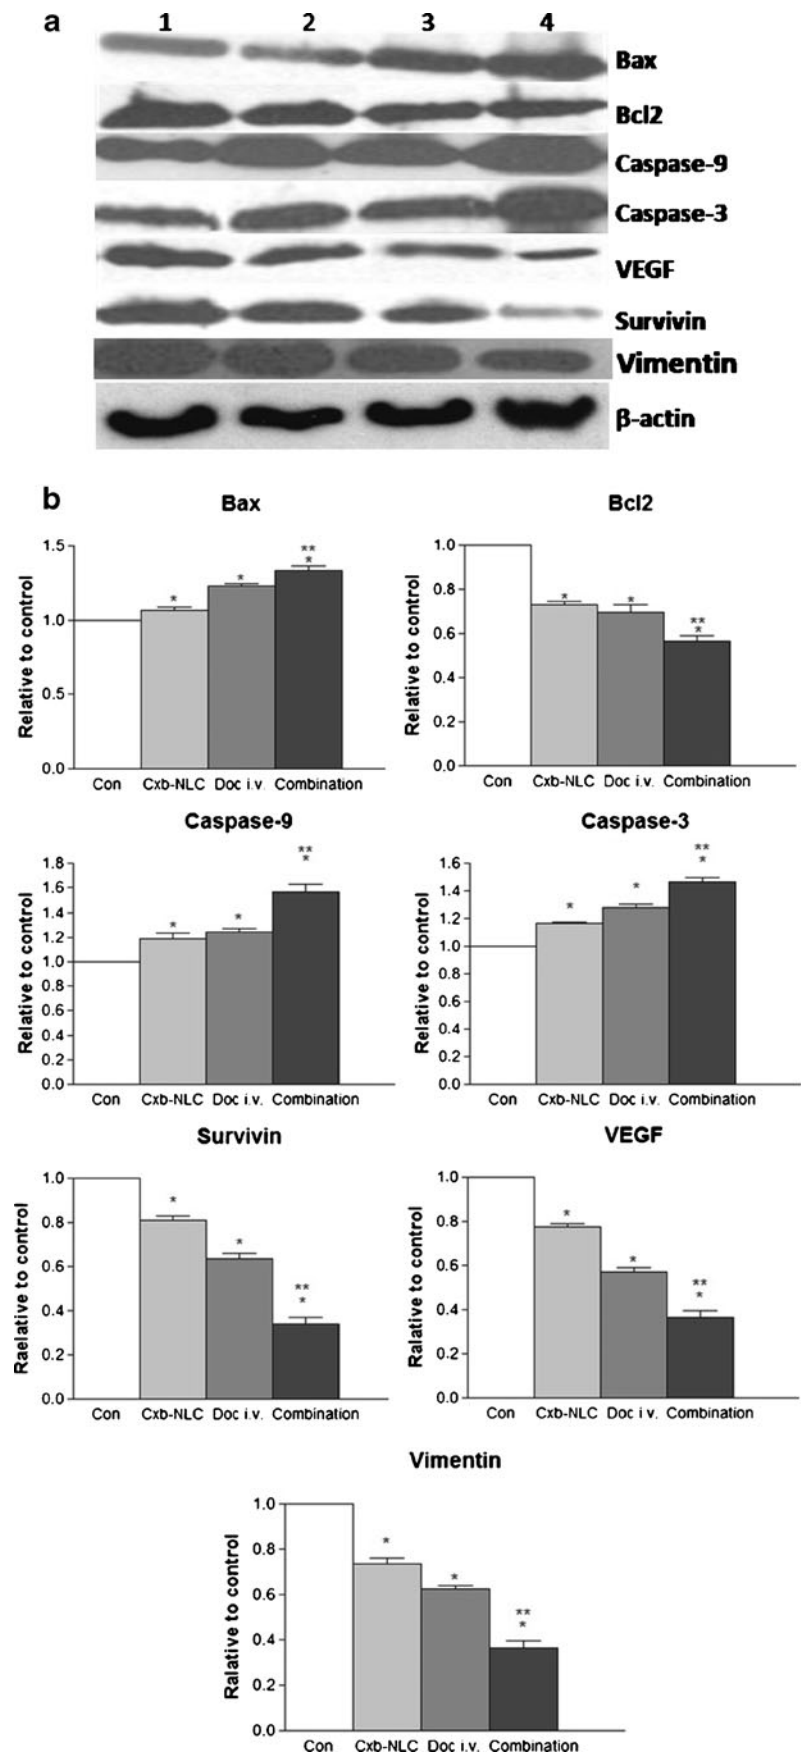 a 1 2 3 4
Bax
Bcl2
Caspase-9
Caspase-3
VEGF
Survivin
Vimentin
β-actin
b
Bax
Relative to control
1.5
1.0
0.5
0.0
* * ** *
Con Cxb-NLC Doc i.v. Combination
Bcl2
Relative to control
1.0
0.8
0.6
0.4
0.2
0.0
* * ** *
Con Cxb-NLC Doc i.v. Combination
Caspase-9
Relative to control
1.8
1.6
1.4
1.2
1.0
0.8
0.6
0.4
0.2
0.0
* * ** *
Con Cxb-NLC Doc i.v. Combination
Caspase-3
Relative to control
1.6
1.4
1.2
1.0
0.8
0.6
0.4
0.2
0.0
* * ** *
Con Cxb-NLC Doc i.v. Combination
Survivin
Raelative to control
1.0
0.8
0.6
0.4
0.2
0.0
* * ** *
Con Cxb-NLC Doc i.v. Combination
VEGF
Ralative to control
1.0
0.8
0.6
0.4
0.2
0.0
* * ** *
Con Cxb-NLC Doc i.v. Combination
Vimentin
Ralative to control
1.0
0.8
0.6
0.4
0.2
0.0
* * ** *
Con Cxb-NLC Doc i.v. Combination